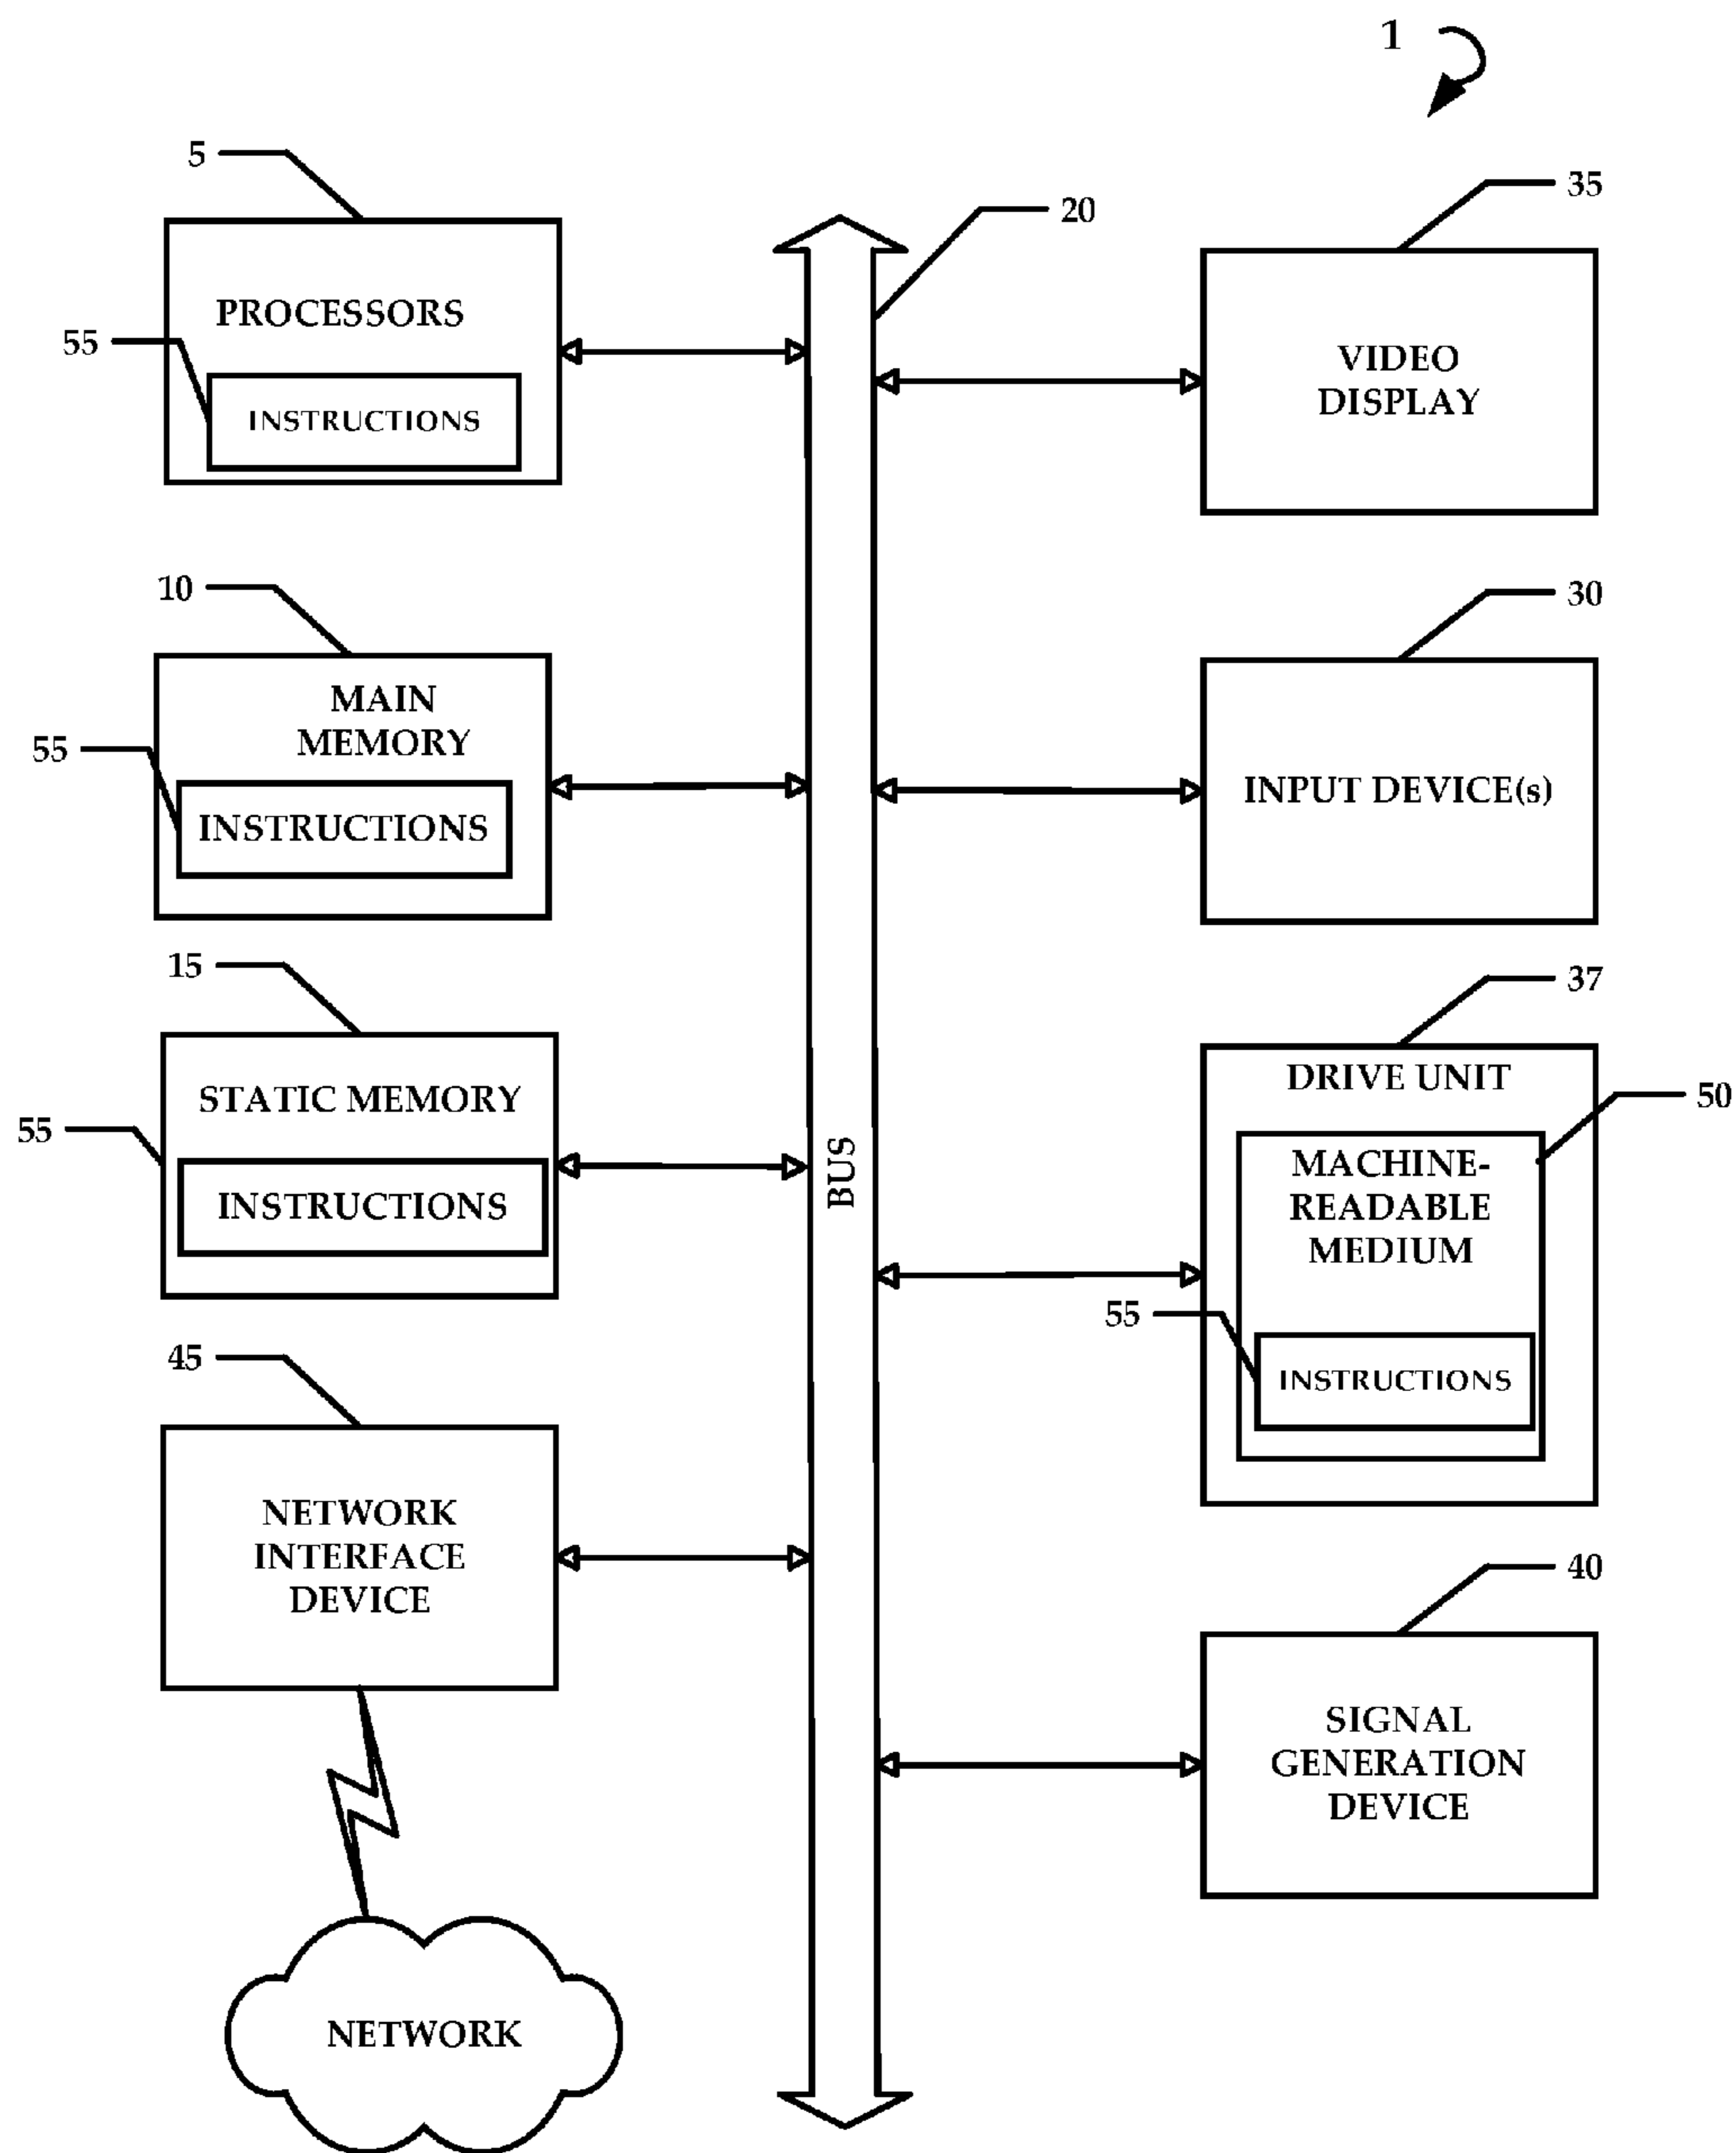 1
5
PROCESSORS
55
INSTRUCTIONS
10
MAIN
MEMORY
55
INSTRUCTIONS
15
STATIC MEMORY
55
INSTRUCTIONS
45
NETWORK
INTERFACE
DEVICE
NETWORK
20
BUS
35
VIDEO
DISPLAY
30
INPUT DEVICE(s)
37
DRIVE UNIT
50
MACHINE-
READABLE
MEDIUM
55
INSTRUCTIONS
40
SIGNAL
GENERATION
DEVICE